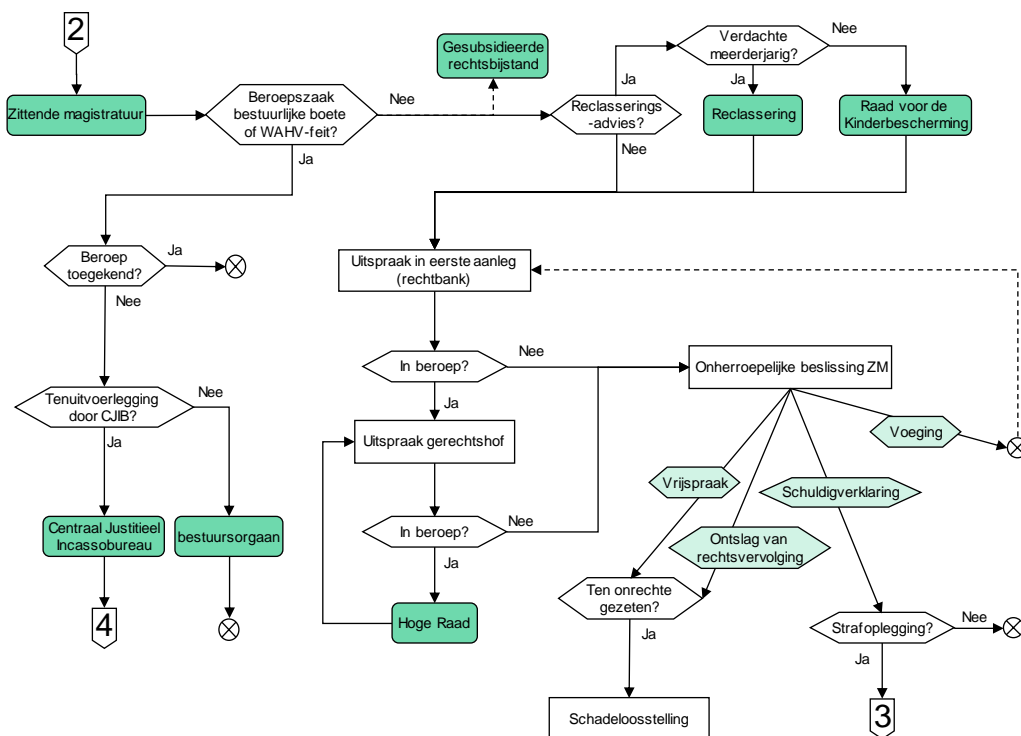 2
Gesubsidieerde
rechtsbijstand
Verdachte
meerderjarig?
Nee
Ja
Ja
Zittende magistratuur
Beroepszaak
bestuurlijke boete
of WAHV-feit?
Nee
Reclasserings
-advies?
Reclassering
Raad voor de
Kinderbescherming
Ja
Nee
Beroep
toegekend?
Ja
Nee
Uitspraak in eerste aanleg
(rechtbank)
In beroep?
Nee
Ja
Onherroepelijke beslissing ZM
Tenuitvoerlegging
door CJIB?
Nee
Ja
Uitspraak gerechtshof
Voeging
Vrijspraak
Schuldigverklaring
Centraal Justitieel
Incassobureau
bestuursorgaan
In beroep?
Nee
Ja
Ontslag van
rechtsvervolging
Ten onrechte
gezeten?
Ja
4
Hoge Raad
Strafoplegging?
Nee
Ja
Schadeloosstelling
3